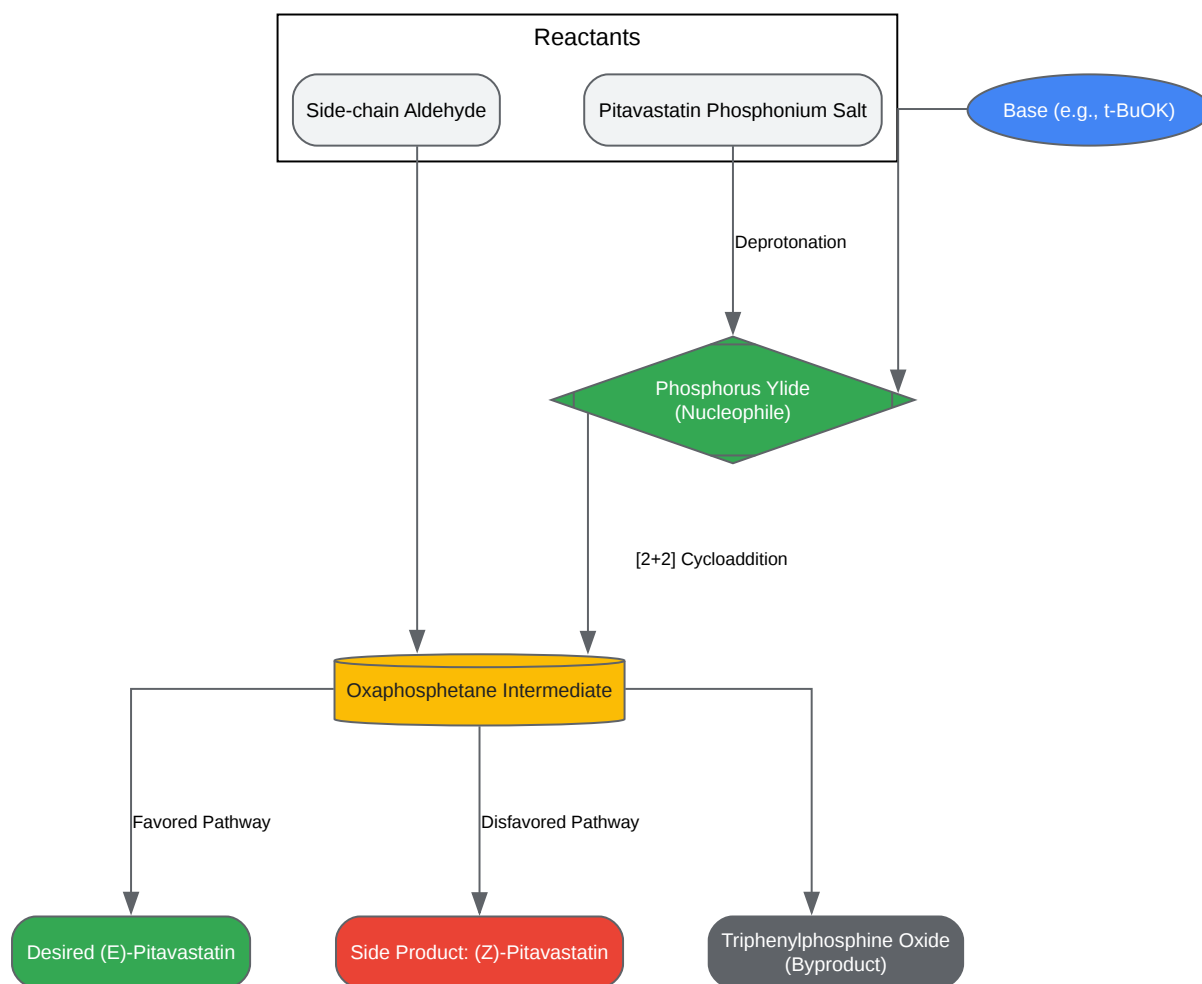 Reactants
Side-chain Aldehyde
Pitavastatin Phosphonium Salt
Base (e.g., t-BuOK)
Deprotonation
Phosphorus Ylide
(Nucleophile)
[2+2] Cycloaddition
Oxaphosphetane Intermediate
Favored Pathway
Disfavored Pathway
Desired (E)-Pitavastatin
Side Product: (Z)-Pitavastatin
Triphenylphosphine Oxide
(Byproduct)